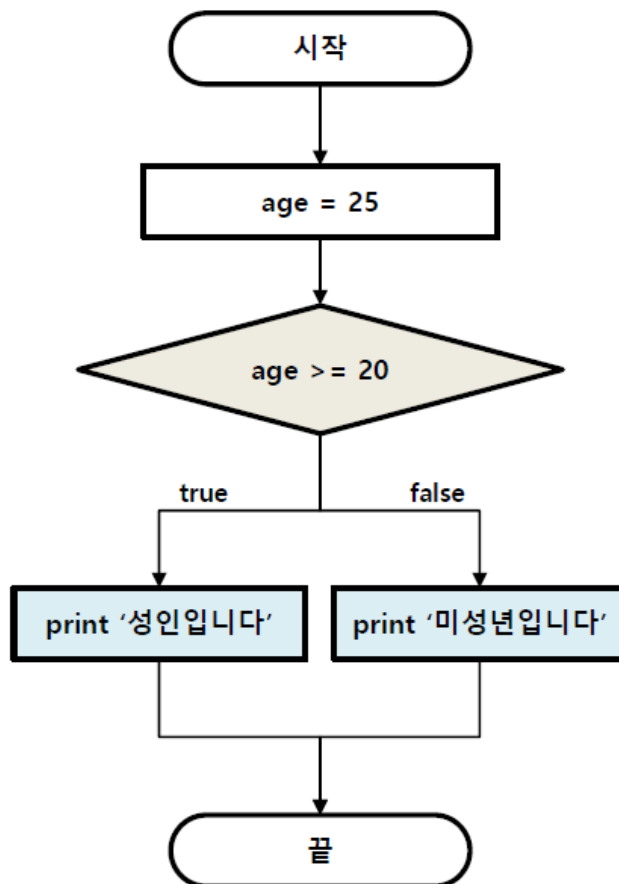 시작
age = 25
age >= 20
true
false
print ‘성인입니다’
print ‘미성년입니다’
끝